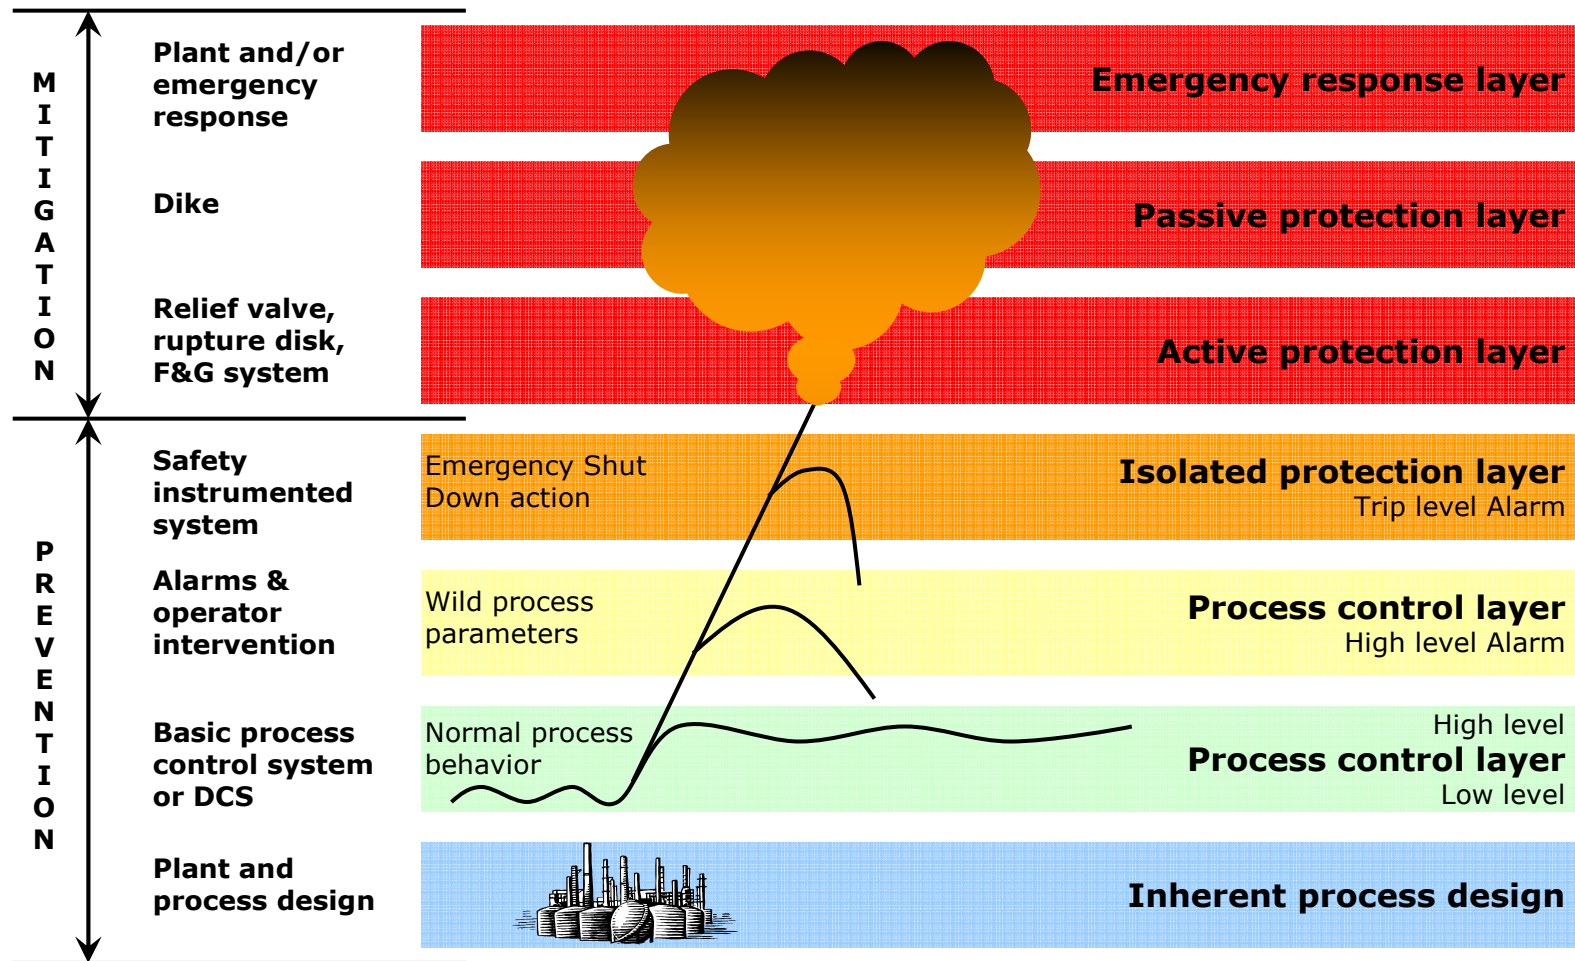 MITIGATION
Plant and/or
emergency
response
Emergency response layer
Dike
Passive protection layer
Relief valve,
rupture disk,
F&G system
Active protection layer
PREVENTION
Safety
instrumented
system
Emergency Shut
Down action
Isolated protection layer
Trip level Alarm
Alarms &
operator
intervention
Wild process
parameters
Process control layer
High level Alarm
Basic process
control system
or DCS
Normal process
behavior
High level
Process control layer
Low level
Plant and
process design
Inherent process design